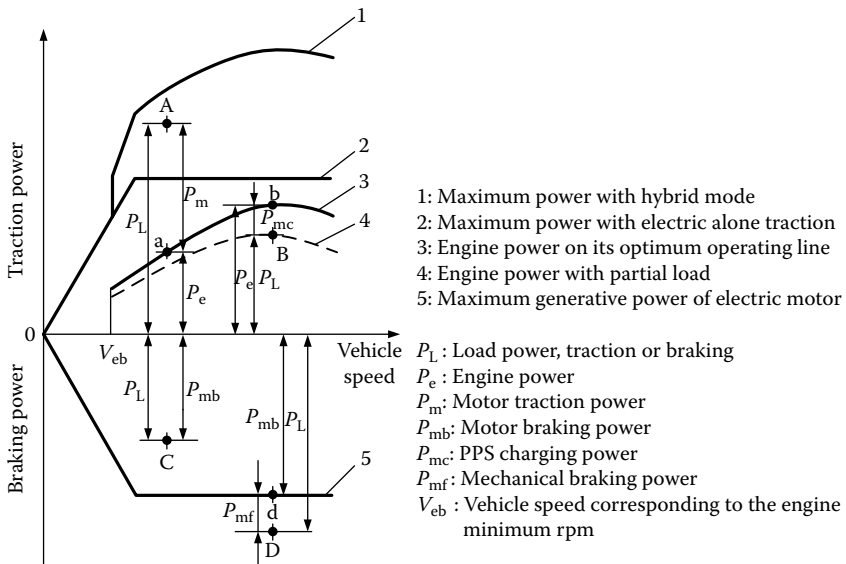 1
A
2
Traction power
P_L
P_m
b
3
P_mc
4
a
B
P_e
P_e
P_L
0
V_eb
Vehicle
speed
P_L
P_mb
P_mb
P_L
Braking power
C
5
P_mf
d
D
1: Maximum power with hybrid mode
2: Maximum power with electric alone traction
3: Engine power on its optimum operating line
4: Engine power with partial load
5: Maximum generative power of electric motor
P_L : Load power, traction or braking
P_e : Engine power
P_m: Motor traction power
P_mb: Motor braking power
P_mc: PPS charging power
P_mf: Mechanical braking power
V_eb : Vehicle speed corresponding to the engine
minimum rpm